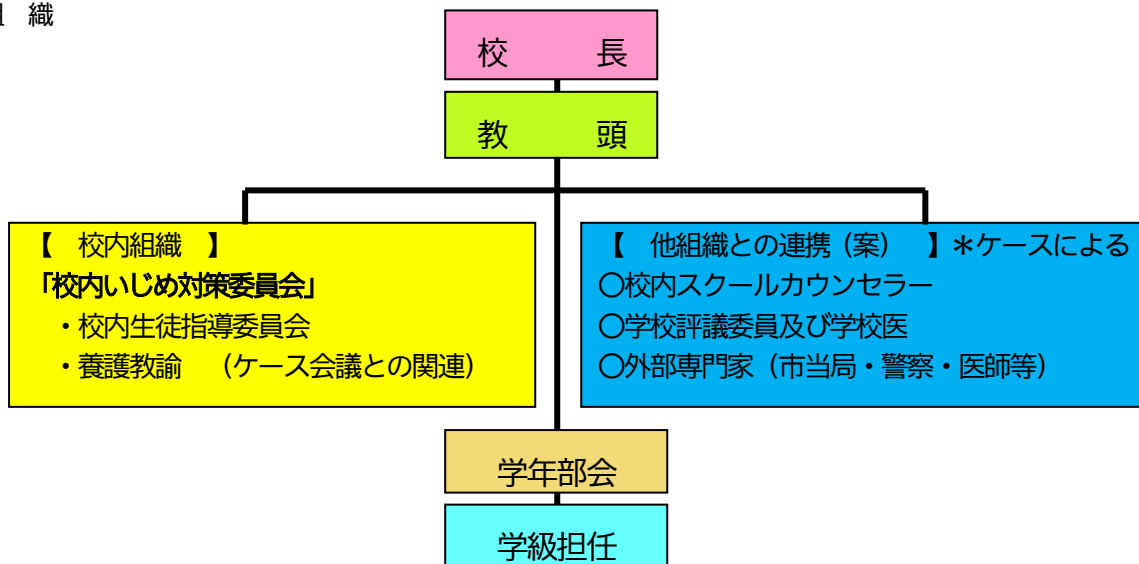 織
校　　　長
教　　　頭
【　校内組織　】
「校内いじめ対策委員会」
・校内生徒指導委員会
・養護教諭　（ケース会議との関連）
【　他組織との連携（案）　】＊ケースによる
〇校内スクールカウンセラー
〇学校評議委員及び学校医
〇外部専門家（市当局・警察・医師等）
学年部会
学級担任